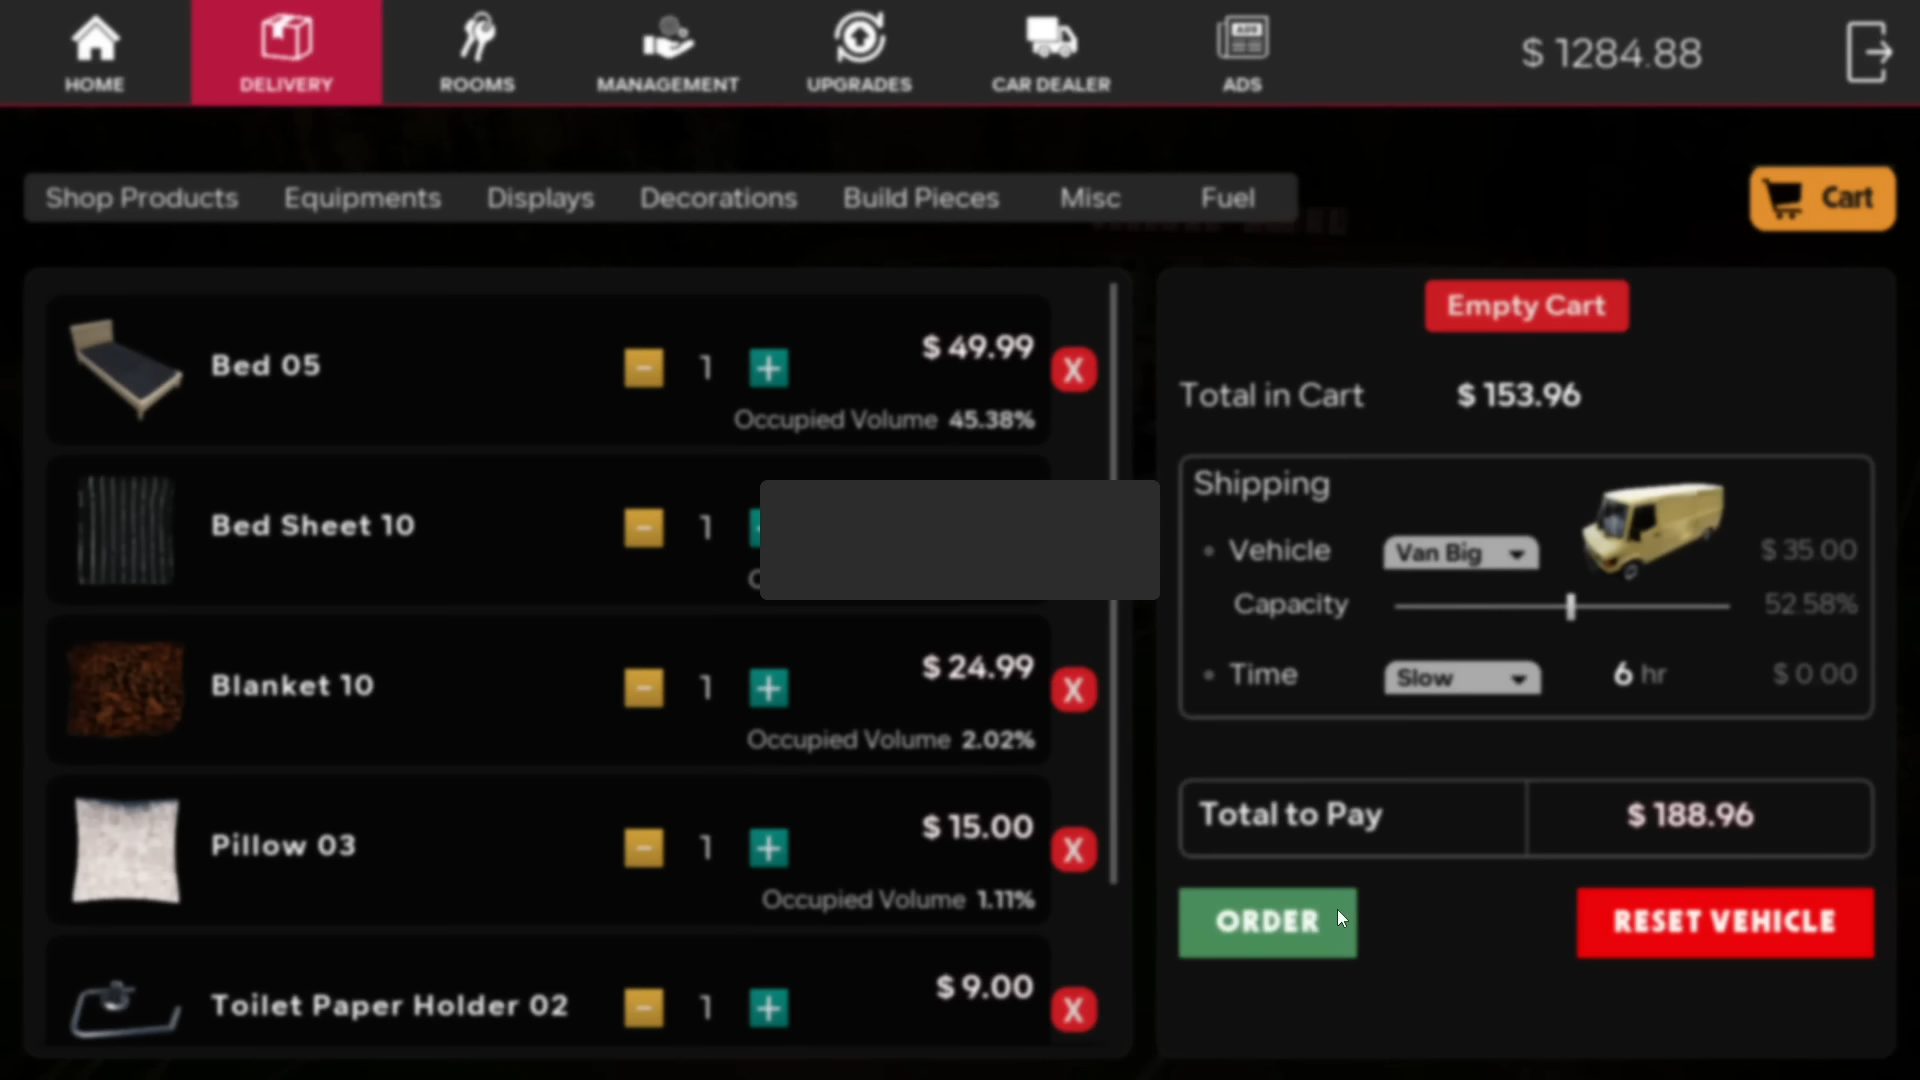 HOME
DELIVERY
ROOMS
MANAGEMENT
UPGRADES
CAR DEALER
ADS
$ 1284.88
Shop Products
Equipments
Displays
Decorations
Build Pieces
Misc
Fuel
Cart
Bed 05
1
$ 49.99
X
Occupied Volume 45.38%
Bed Sheet 10
1
Blanket 10
1
$ 24.99
X
Occupied Volume 2.02%
Pillow 03
1
$ 15.00
X
Occupied Volume 1.11%
Toilet Paper Holder 02
1
$ 9.00
X
Empty Cart
Total in Cart $ 153.96
Shipping
Vehicle Van Big $ 35.00
Capacity 52.58%
Time Slow 6 hr $ 0.00
Total to Pay $ 188.96
ORDER
RESET VEHICLE